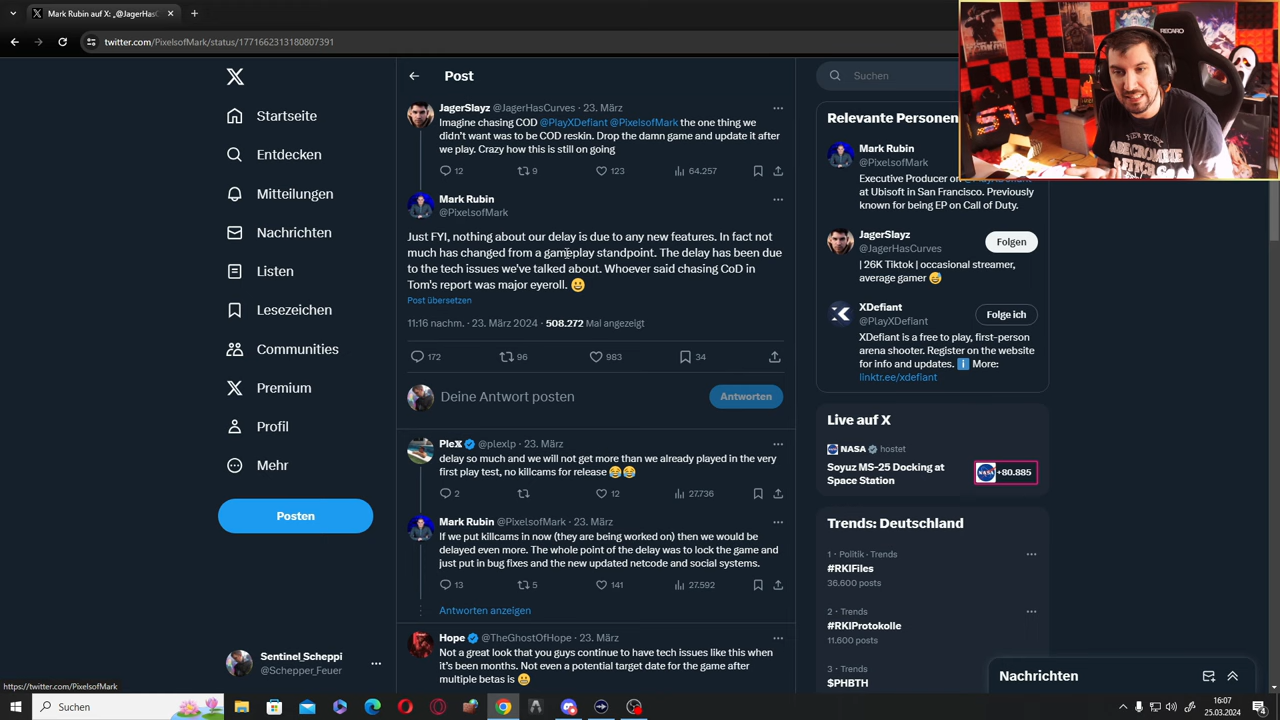 Mark Rubin auf X: „@JagerHasC
twitter.com/PixelsofMark/status/1771662313180807391
Startseite
Entdecken
Mitteilungen
Nachrichten
Listen
Lesezeichen
Communities
Premium
Profil
Mehr
Posten
Sentinel_Scheppi
@Schepper_Feuer
Post
JagerSlayz @JagerHasCurves · 23. März
Imagine chasing COD @PlayXDefiant @PixelsofMark the one thing we
didn't want was to be COD reskin. Drop the damn game and update it after
we play. Crazy how this is still on going
12 9 123 64.257
Mark Rubin
@PixelsofMark
Just FYI, nothing about our delay is due to any new features. In fact not
much has changed from a gameplay standpoint. The delay has been due
to the tech issues we've talked about. Whoever said chasing CoD in
Tom's report was major eyeroll. 😀
Post übersetzen
11:16 nachm. · 23. März 2024 · 508.272 Mal angezeigt
172 96 983 34
Deine Antwort posten
Antworten
Ple𝕏 @plexlp · 23. März
delay so much and we will not get more than we already played in the very
first play test, no killcams for release 😂😂
2 12 27.736
Mark Rubin @PixelsofMark · 23. März
If we put killcams in now (they are being worked on) then we would be
delayed even more. The whole point of the delay was to lock the game and
just put in bug fixes and the new updated netcode and social systems.
13 5 141 27.592
Antworten anzeigen
Hope @TheGhostOfHope · 23. März
Not a great look that you guys continue to have tech issues like this when
it's been months. Not even a potential target date for the game after
multiple betas is 😬
Suchen
Relevante Personen
Mark Rubin
@PixelsofMark
Executive Producer on
at Ubisoft in San Francisco. Previously
known for being EP on Call of Duty.
JagerSlayz
@JagerHasCurves
Folgen
| 26K Tiktok | occasional streamer,
average gamer 😅
XDefiant
@PlayXDefiant
Folge ich
XDefiant is a free to play, first-person
arena shooter. Register on the website
for info and updates. ℹ️ More:
linktr.ee/xdefiant
Live auf X
NASA hostet
Soyuz MS-25 Docking at
Space Station
+80.885
Trends: Deutschland
1 · Politik · Trends
#RKIFiles
36.600 posts
2 · Trends
#RKIProtokolle
11.600 posts
3 · Trends
$PHBTH
Nachrichten
RECARO
NEW YORK
ABERCROMBIE
& FITCH
https://twitter.com/PixelsofMark
Suchen
16:07
25.03.2024
4